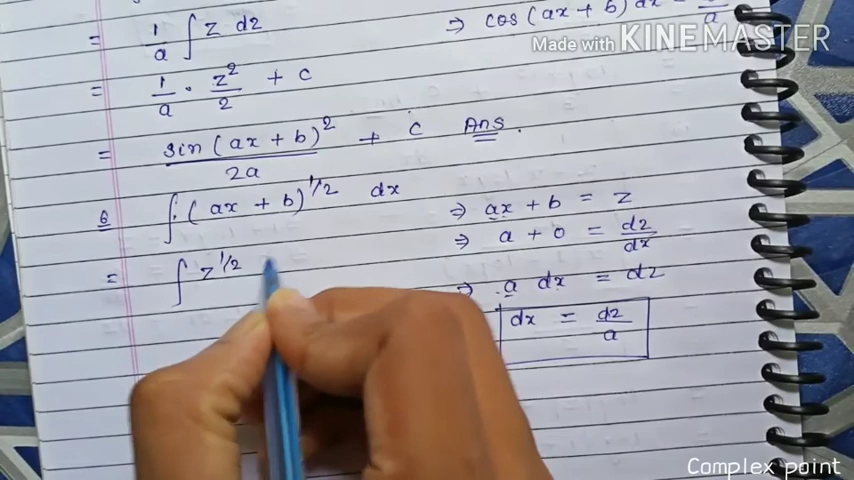 = 1/a ∫ z dz
⇒ cos (ax + b) dx =
a
Made with KINEMASTER
= 1/a . z²/2 + c
= sin (ax + b)² / 2a + c Ans.
6 ∫ (ax + b)^1/2 dx
⇒ ax + b = z
⇒ a + 0 = dz/dx
= ∫ z^1/2
⇒ a dx = dz
dx = dz/a
Complex point